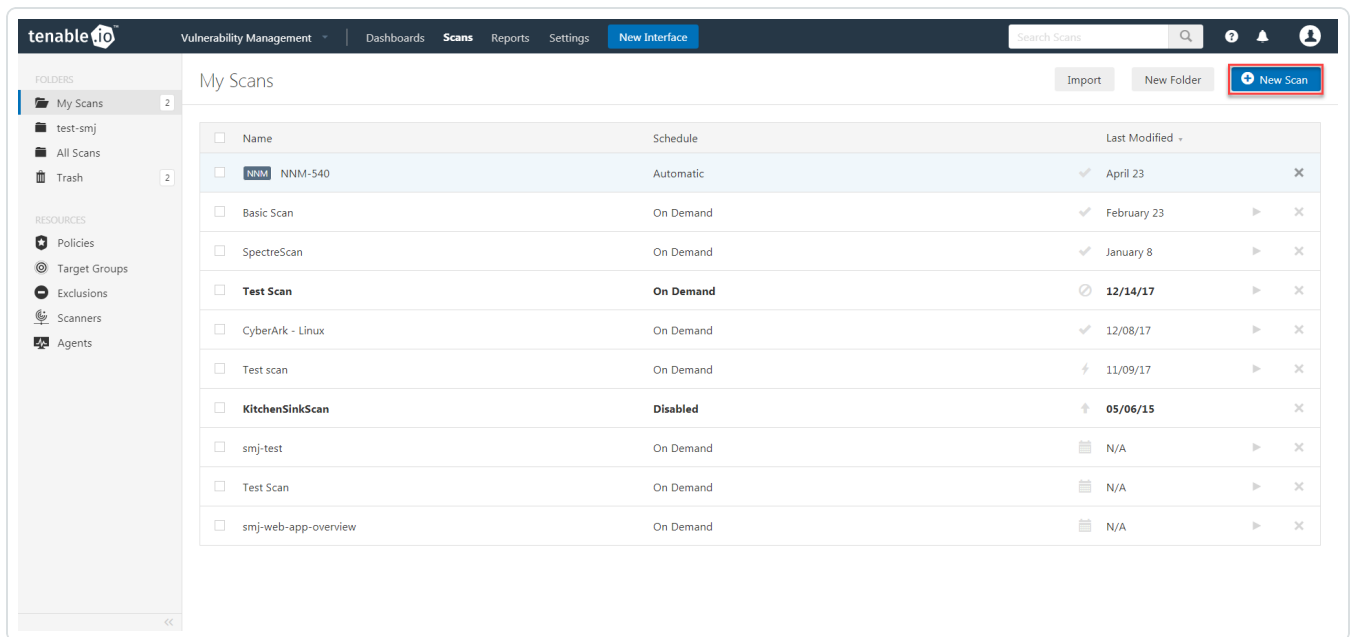 tenable.io™ Vulnerability Management Dashboards Scans Reports Settings New Interface Search Scans
FOLDERS
My Scans 2
test-smj
All Scans
Trash 2
RESOURCES
Policies
Target Groups
Exclusions
Scanners
Agents
My Scans Import New Folder New Scan
Name Schedule Last Modified
NNM NNM-540 Automatic April 23
Basic Scan On Demand February 23
SpectreScan On Demand January 8
Test Scan On Demand 12/14/17
CyberArk - Linux On Demand 12/08/17
Test scan On Demand 11/09/17
KitchenSinkScan Disabled 05/06/15
smj-test On Demand N/A
Test Scan On Demand N/A
smj-web-app-overview On Demand N/A